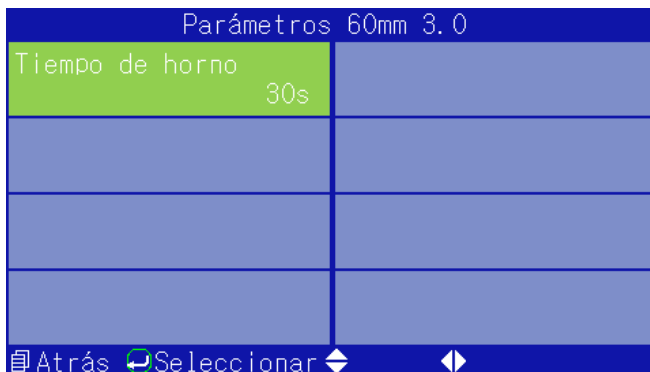 Parámetros 60mm 3.0
Tiempo de horno
30s
Atrás Seleccionar